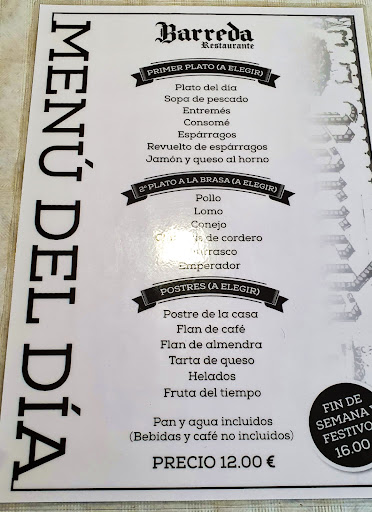 MENÚ DEL DÍA
Barreda
Restaurante
PRIMER PLATO (A ELEGIR)
Plato del día
Sopa de pescado
Entremés
Consomé
Espárragos
Revuelto de espárragos
Jamón y queso al horno
2º PLATO A LA BRASA (A ELEGIR)
Pollo
Lomo
Conejo
de cordero
Emperador
POSTRES (A ELEGIR)
Postre de la casa
Flan de café
Flan de almendra
Tarta de queso
Helados
Fruta del tiempo
Pan y agua incluidos
(Bebidas y café no incluidos)
PRECIO 12.00 €
FIN DE
SEMANA Y
FESTIVO
16.00